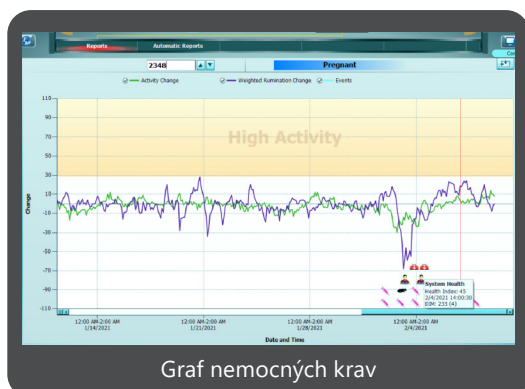 Reports Automatic Reports
2348 Pregnant
Activity Change Weighted Rumination Change Events
110
90
High Activity
70
50
30
10
-10
-30
-50
-70
-90
-110
Change
System Health
Health Index: 45
2/4/2021 14:00:30
DIM: 233 (4)
12:00 AM-2:00 AM 12:00 AM-2:00 AM 12:00 AM-2:00 AM 12:00 AM-2:00 AM
1/14/2021 1/21/2021 1/28/2021 2/4/2021
Date and Time
Graf nemocných krav